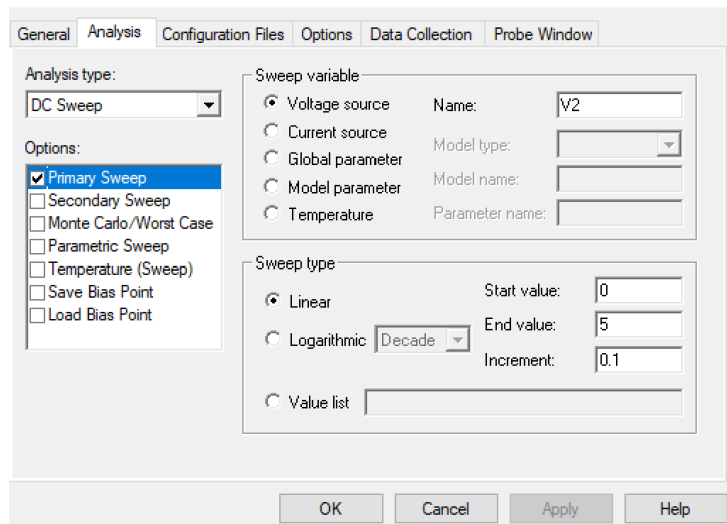 General Analysis Configuration Files Options Data Collection Probe Window
Analysis type:
DC Sweep
Options:
Primary Sweep
Secondary Sweep
Monte Carlo/Worst Case
Parametric Sweep
Temperature (Sweep)
Save Bias Point
Load Bias Point
Sweep variable
Voltage source Name: V2
Current source
Model type:
Global parameter
Model name:
Model parameter
Temperature Parameter name:
Sweep type
Linear Start value: 0
Logarithmic Decade End value: 5
Increment: 0.1
Value list
OK Cancel Apply Help